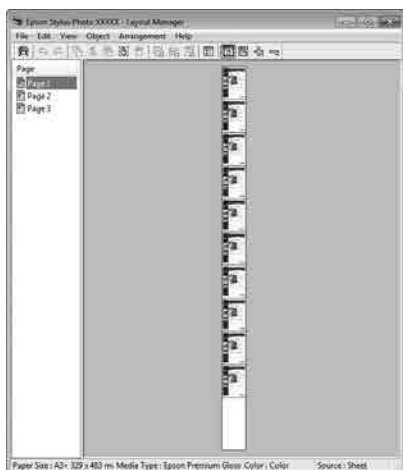 Epson Stylus Photo XXXXX - Layout Manager
File Edit View Object Arrangement Help
Page
Page 1
Page 2
Page 3
Paper Size : A3+ 329 x 483 mi Media Type : Epson Premium Gloss Color : Color Source : Sheet